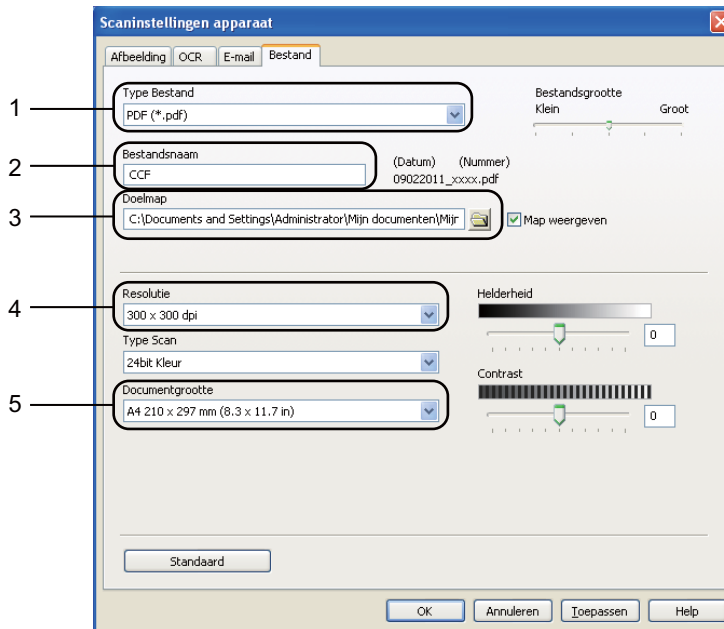 Scaninstellingen apparaat
Afbeelding OCR E-mail Bestand
1
Type Bestand
PDF (*.pdf)
Bestandsgrootte
Klein Groot
2
Bestandsnaam
CCF
(Datum) (Nummer)
09022011_xxxx.pdf
3
Doelmap
C:\Documents and Settings\Administrator\Mijn documenten\Mijr
Map weergeven
4
Resolutie
300 x 300 dpi
Helderheid
0
Type Scan
24bit Kleur
Contrast
0
5
Documentgrootte
A4 210 x 297 mm (8.3 x 11.7 in)
Standaard
OK Annuleren Toepassen Help